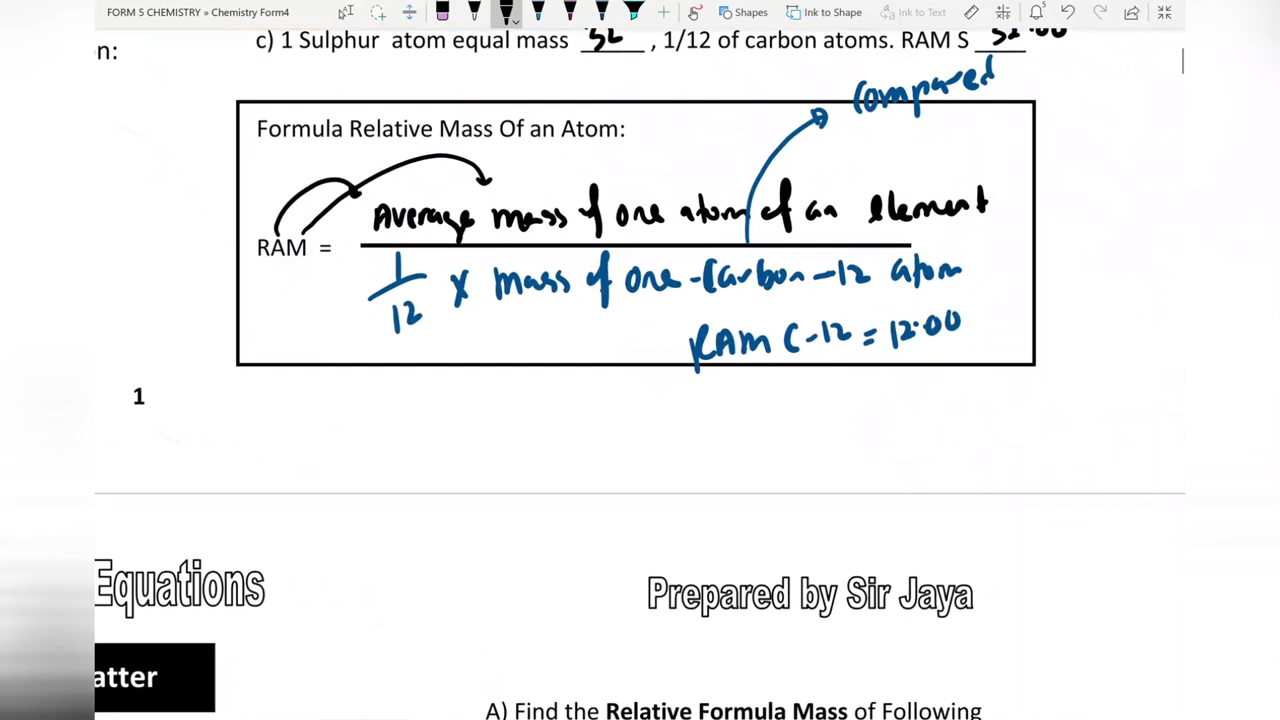 FORM 5 CHEMISTRY » Chemistry Form4
Shapes
Ink to Shape
Ink to Text
n:
c) 1 Sulphur atom equal mass 32 , 1/12 of carbon atoms. RAM S 32.00
Compared
Formula Relative Mass Of an Atom:
Average mass of one atom of an element
RAM =
1/12 x mass of one-Carbon-12 atom
RAM C-12 = 12.00
1
Equations
Prepared by Sir Jaya
atter
A) Find the Relative Formula Mass of Following